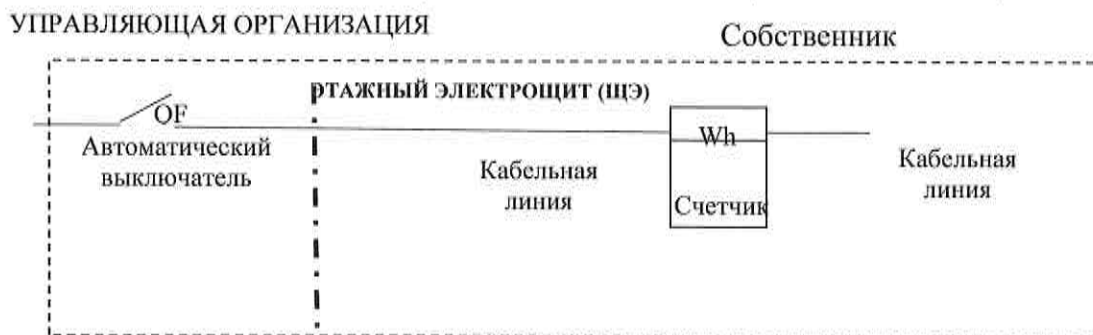 УПРАВЛЯЮЩАЯ ОРГАНИЗАЦИЯ
Собственник
ЭТАЖНЫЙ ЭЛЕКТРОЩИТ (ЩЭ)
QF
Автоматический
выключатель
Кабельная
линия
Wh
Счетчик
Кабельная
линия